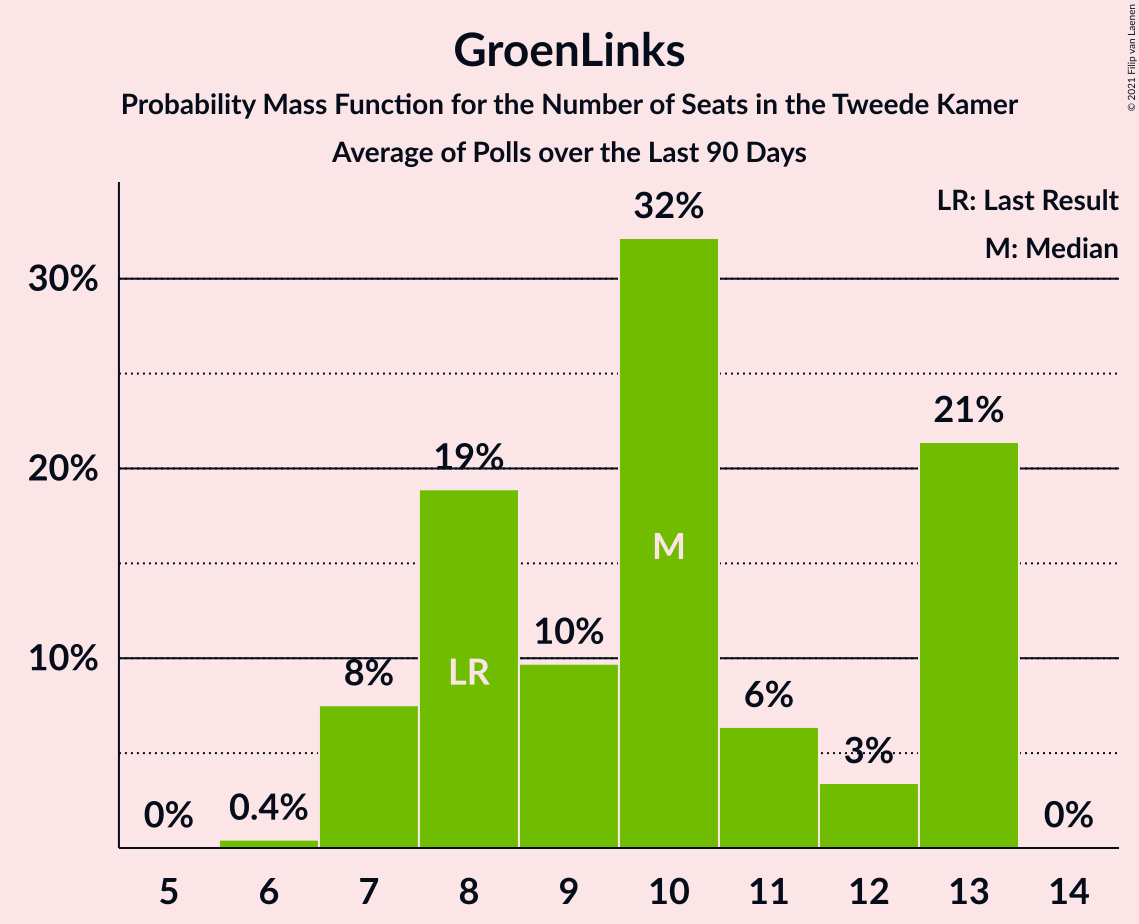 GroenLinks
Probability Mass Function for the Number of Seats in the Tweede Kamer
Average of Polls over the Last 90 Days
© 2021 Filip van Laenen
LR: Last Result
M: Median
30%
20%
10%
0%
0.4%
8%
19%
10%
32%
6%
3%
21%
0%
LR
M
5 6 7 8 9 10 11 12 13 14